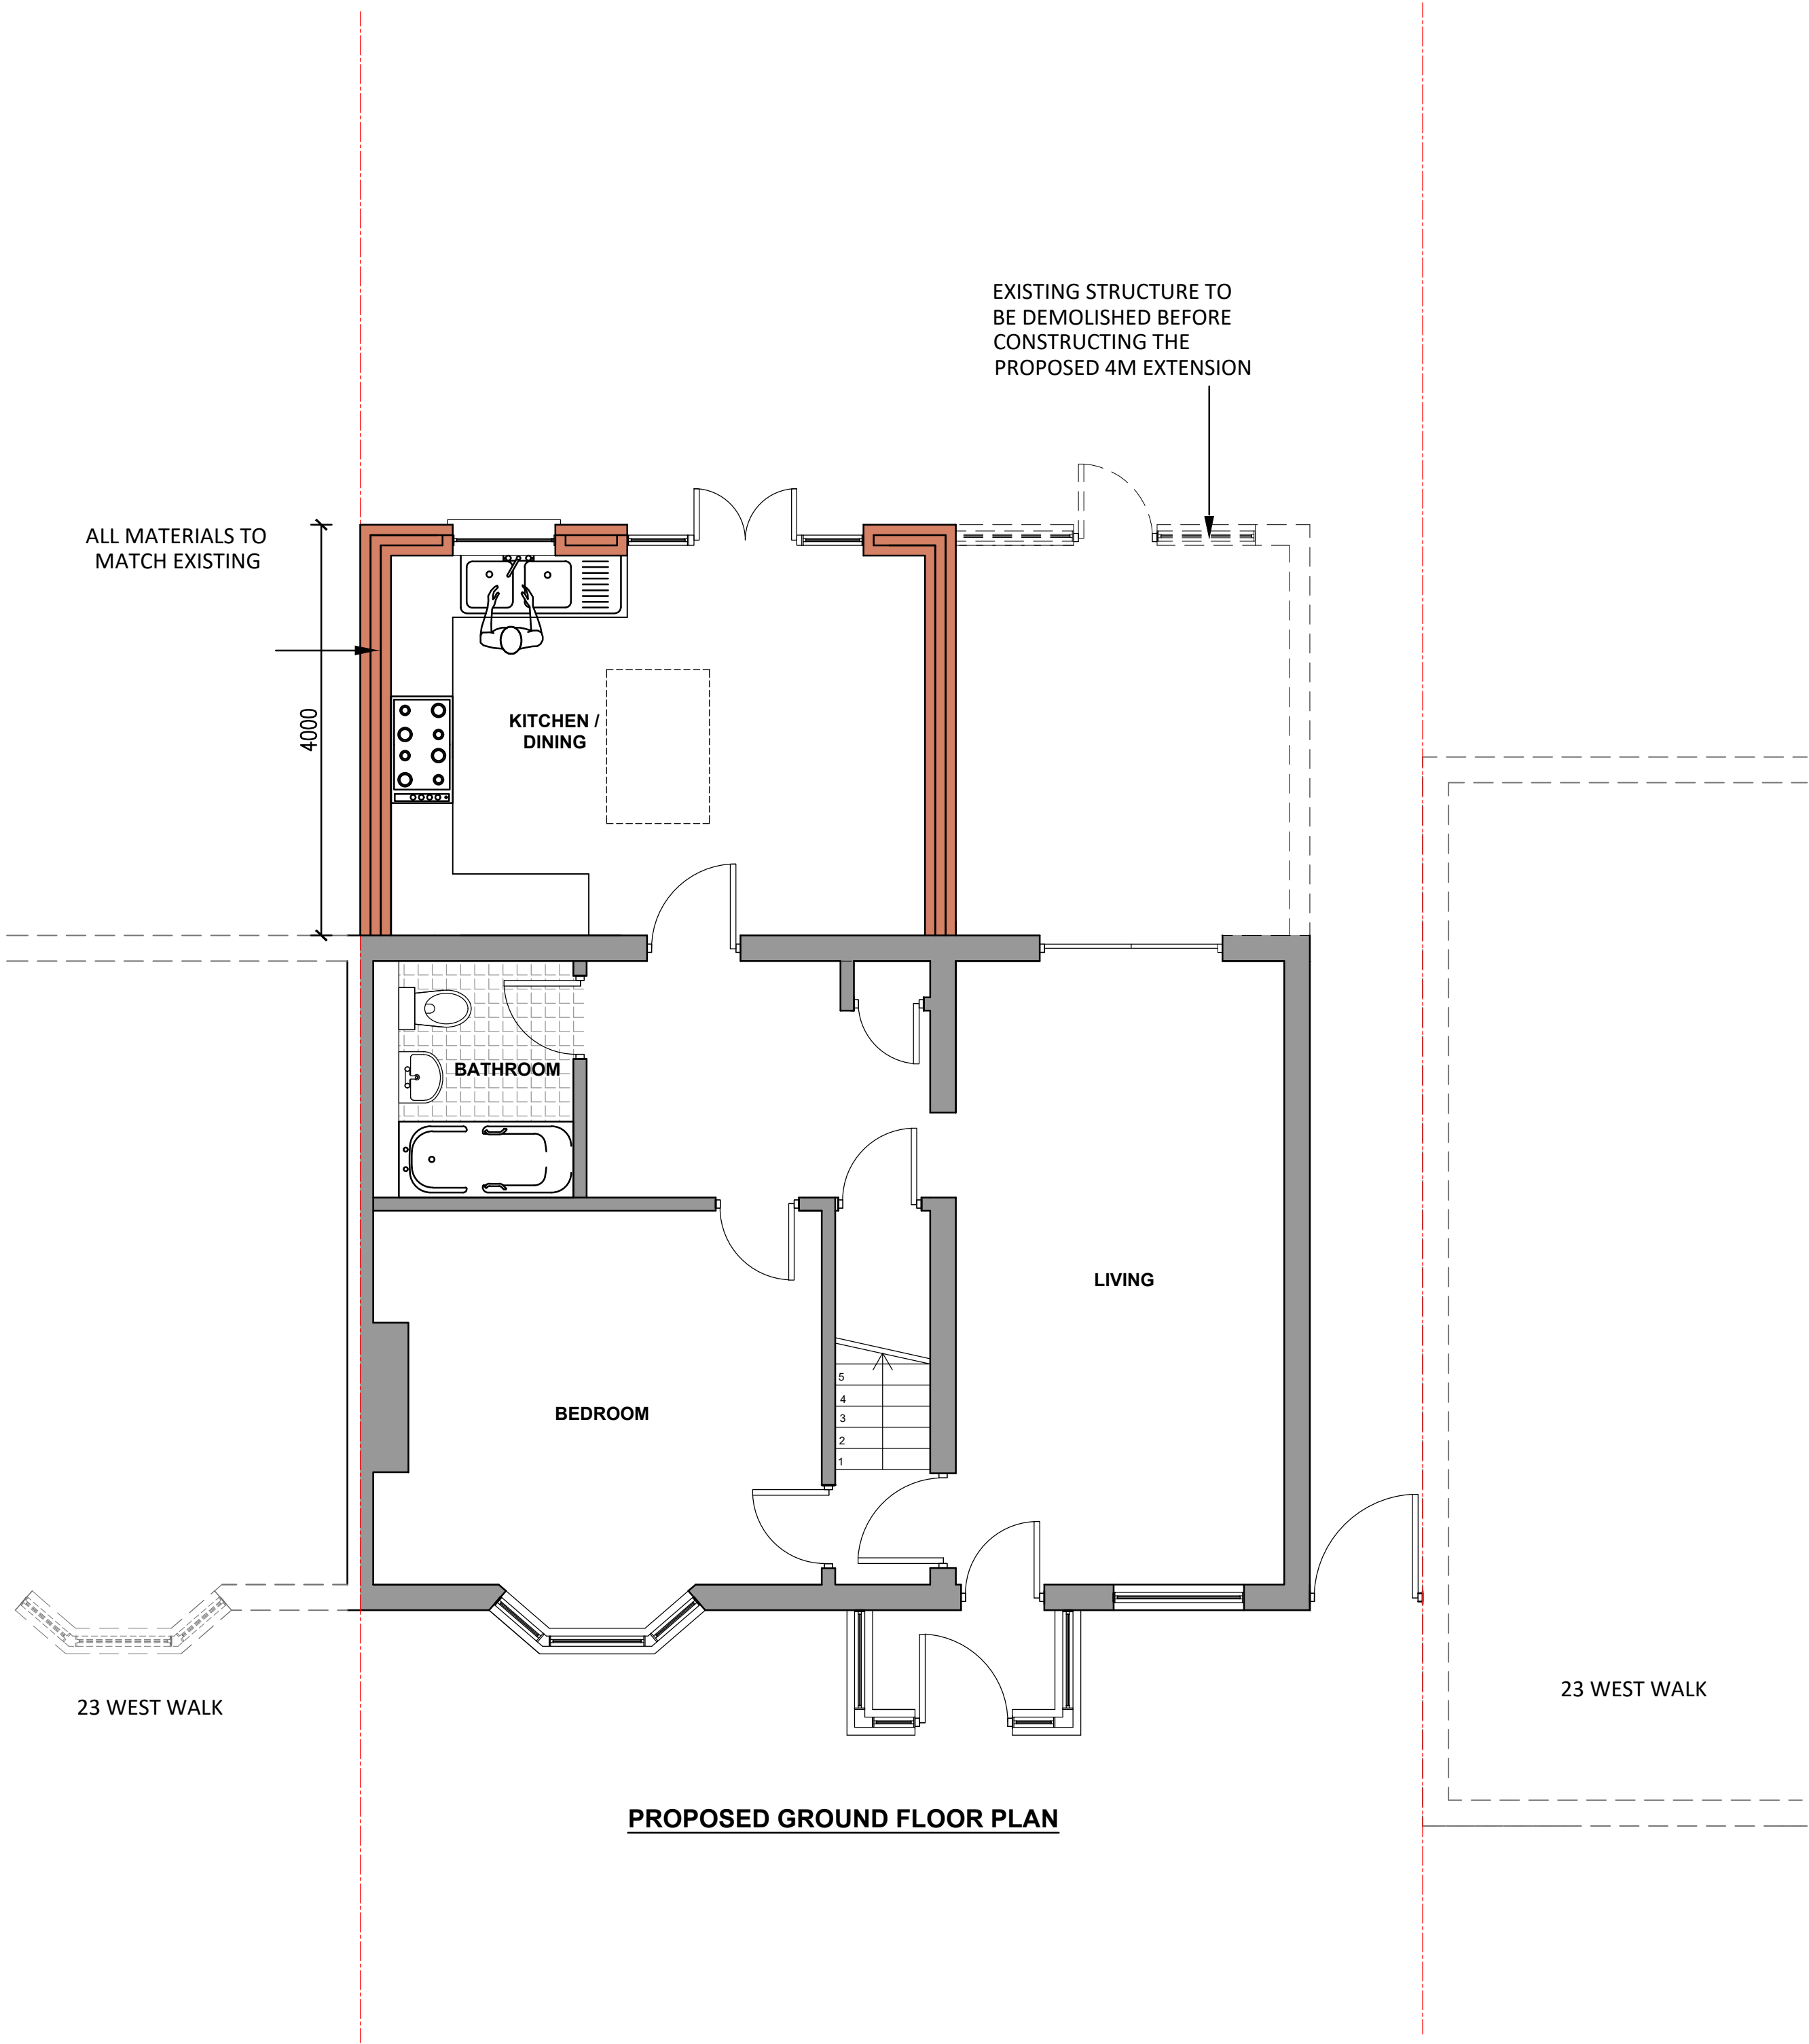 EXISTING STRUCTURE TO
BE DEMOLISHED BEFORE
CONSTRUCTING THE
PROPOSED 4M EXTENSION
ALL MATERIALS TO
MATCH EXISTING
4000
KITCHEN /
DINING
BATHROOM
LIVING
BEDROOM
5
4
3
2
1
23 WEST WALK
23 WEST WALK
PROPOSED GROUND FLOOR PLAN